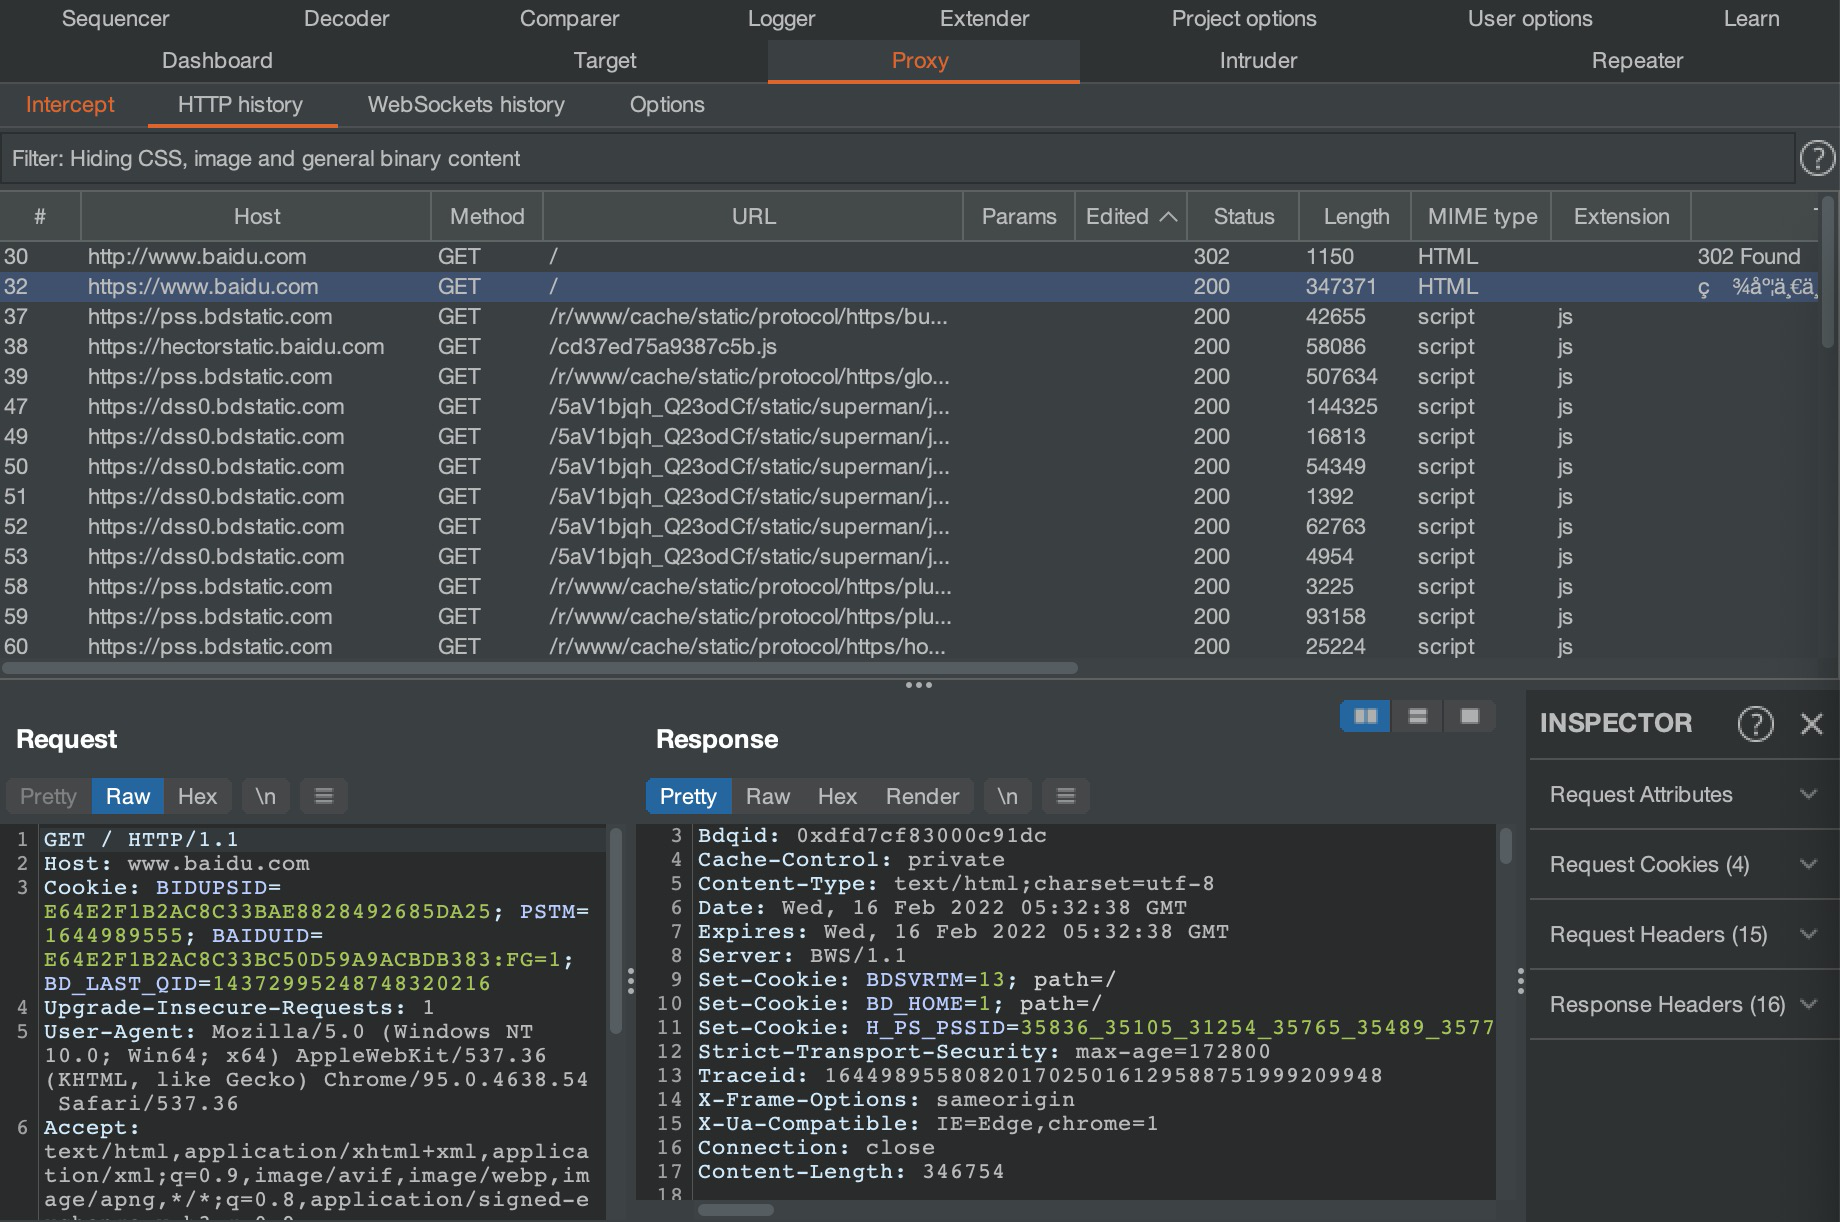 Sequencer Decoder Comparer Logger Extender Project options User options Learn
Dashboard Target Proxy Intruder Repeater
Intercept HTTP history WebSockets history Options
Filter: Hiding CSS, image and general binary content
# Host Method URL Params Edited Status Length MIME type Extension
30 http://www.baidu.com GET / 302 1150 HTML 302 Found
32 https://www.baidu.com GET / 200 347371 HTML
37 https://pss.bdstatic.com GET /r/www/cache/static/protocol/https/bu... 200 42655 script js
38 https://hectorstatic.baidu.com GET /cd37ed75a9387c5b.js 200 58086 script js
39 https://pss.bdstatic.com GET /r/www/cache/static/protocol/https/glo... 200 507634 script js
47 https://dss0.bdstatic.com GET /5aV1bjqh_Q23odCf/static/superman/j... 200 144325 script js
49 https://dss0.bdstatic.com GET /5aV1bjqh_Q23odCf/static/superman/j... 200 16813 script js
50 https://dss0.bdstatic.com GET /5aV1bjqh_Q23odCf/static/superman/j... 200 54349 script js
51 https://dss0.bdstatic.com GET /5aV1bjqh_Q23odCf/static/superman/j... 200 1392 script js
52 https://dss0.bdstatic.com GET /5aV1bjqh_Q23odCf/static/superman/j... 200 62763 script js
53 https://dss0.bdstatic.com GET /5aV1bjqh_Q23odCf/static/superman/j... 200 4954 script js
58 https://pss.bdstatic.com GET /r/www/cache/static/protocol/https/plu... 200 3225 script js
59 https://pss.bdstatic.com GET /r/www/cache/static/protocol/https/plu... 200 93158 script js
60 https://pss.bdstatic.com GET /r/www/cache/static/protocol/https/ho... 200 25224 script js
Request
Pretty Raw Hex \n
1 GET / HTTP/1.1
2 Host: www.baidu.com
3 Cookie: BIDUPSID=
E64E2F1B2AC8C33BAE8828492685DA25; PSTM=
1644989555; BAIDUID=
E64E2F1B2AC8C33BC50D59A9ACBDB383:FG=1;
BD_LAST_QID=14372995248748320216
4 Upgrade-Insecure-Requests: 1
5 User-Agent: Mozilla/5.0 (Windows NT
10.0; Win64; x64) AppleWebKit/537.36
(KHTML, like Gecko) Chrome/95.0.4638.54
Safari/537.36
6 Accept:
text/html,application/xhtml+xml,applica
tion/xml;q=0.9,image/avif,image/webp,im
age/apng,*/*;q=0.8,application/signed-e
Response
Pretty Raw Hex Render \n
3 Bdqid: 0xdfd7cf83000c91dc
4 Cache-Control: private
5 Content-Type: text/html;charset=utf-8
6 Date: Wed, 16 Feb 2022 05:32:38 GMT
7 Expires: Wed, 16 Feb 2022 05:32:38 GMT
8 Server: BWS/1.1
9 Set-Cookie: BDSVRTM=13; path=/
10 Set-Cookie: BD_HOME=1; path=/
11 Set-Cookie: H_PS_PSSID=35836_35105_31254_35765_35489_3577
12 Strict-Transport-Security: max-age=172800
13 Traceid: 1644989558082017025016129588751999209948
14 X-Frame-Options: sameorigin
15 X-Ua-Compatible: IE=Edge,chrome=1
16 Connection: close
17 Content-Length: 346754
18
INSPECTOR
Request Attributes
Request Cookies (4)
Request Headers (15)
Response Headers (16)